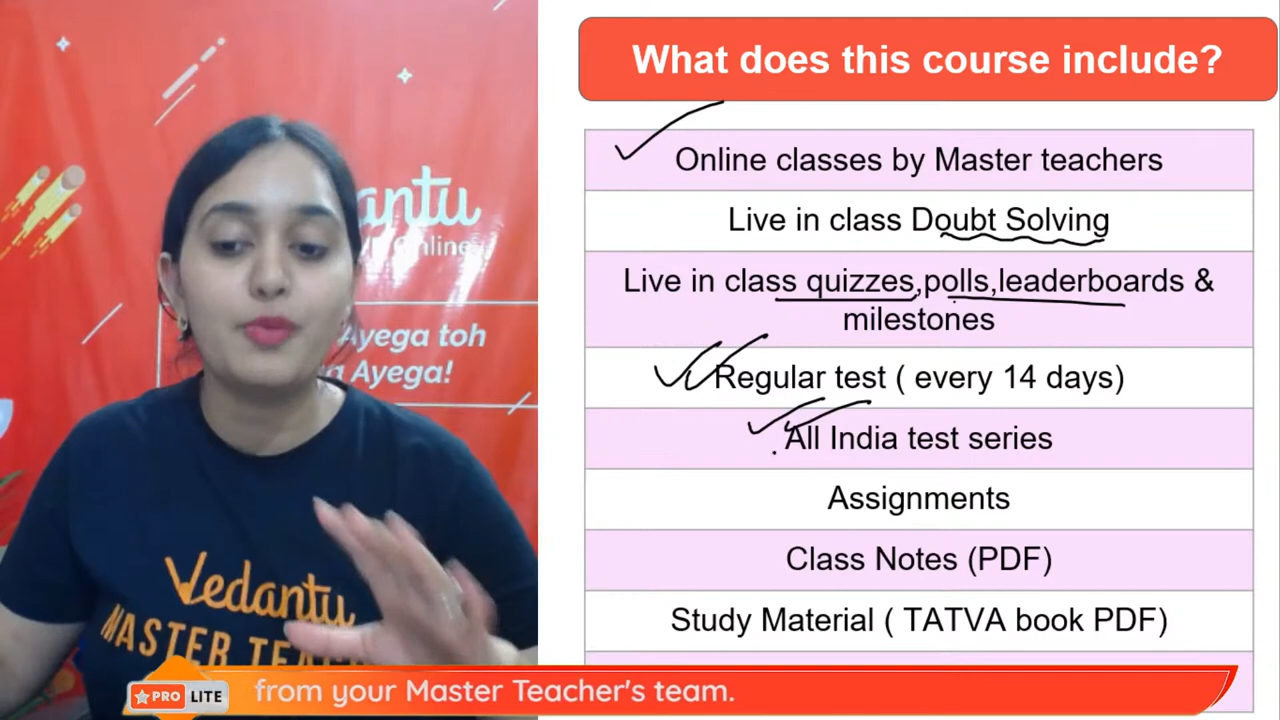 What does this course include?
Online classes by Master teachers
Live in class Doubt Solving
Live in class quizzes,polls,leaderboards &
milestones
Regular test ( every 14 days)
All India test series
Assignments
Class Notes (PDF)
Study Material ( TATVA book PDF)
antu
Online
Ayega toh
Ayega!
Vedantu
MASTER
PRO LITE
from your Master Teacher's team.